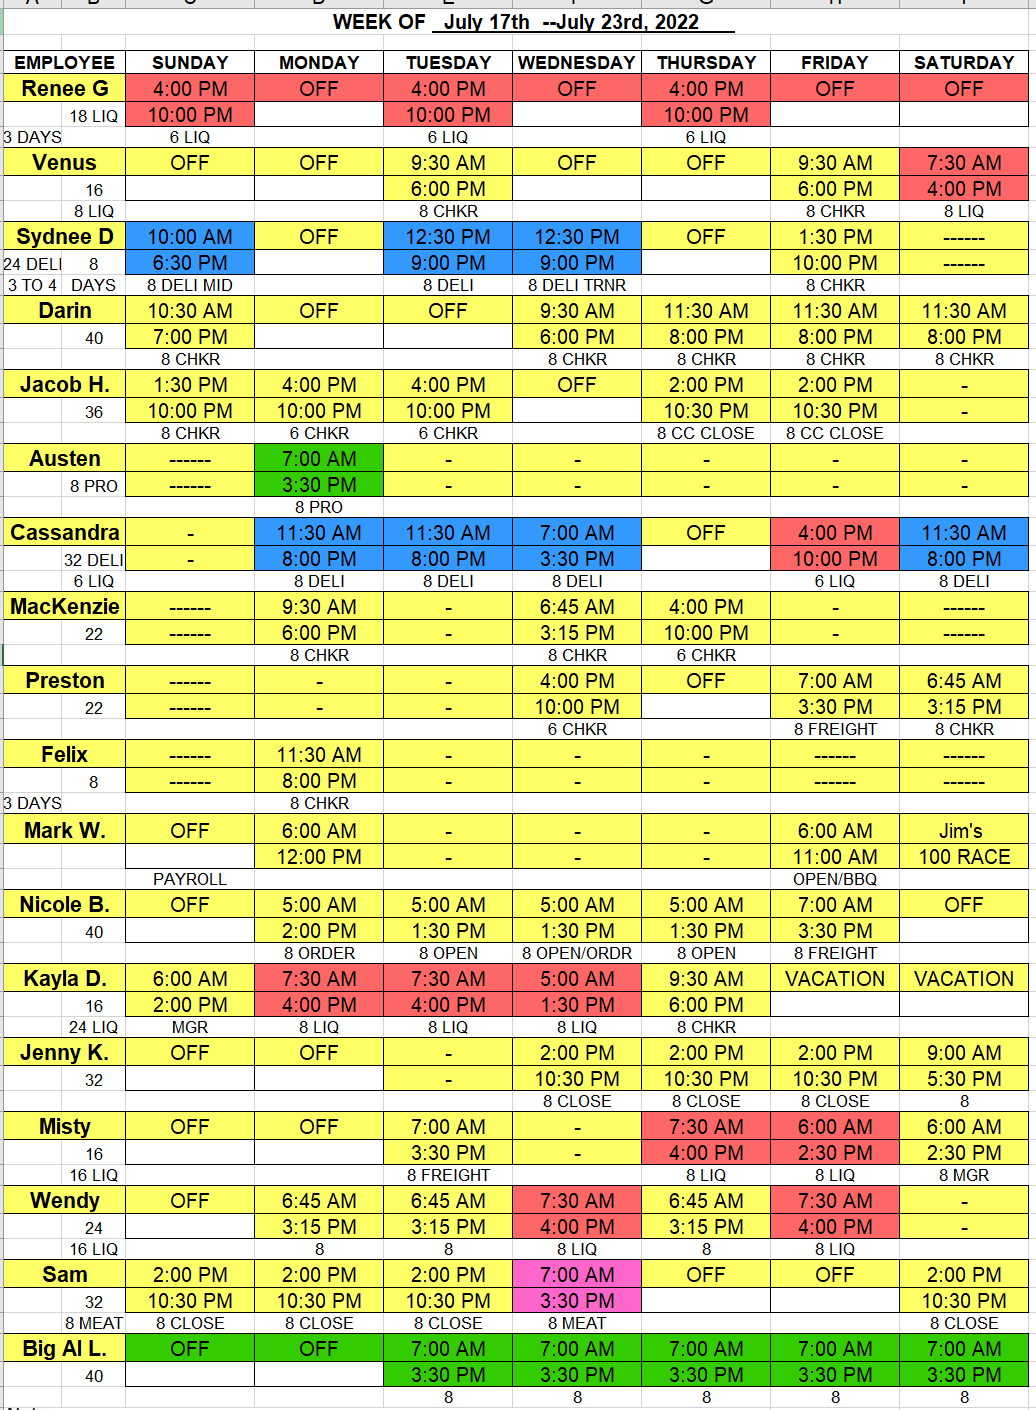 WEEK OF July 17th --July 23rd, 2022
EMPLOYEE SUNDAY MONDAY TUESDAY WEDNESDAY THURSDAY FRIDAY SATURDAY
Renee G 4:00 PM OFF 4:00 PM OFF 4:00 PM OFF OFF
18 LIQ 10:00 PM 10:00 PM 10:00 PM
3 DAYS 6 LIQ 6 LIQ 6 LIQ
Venus OFF OFF 9:30 AM OFF OFF 9:30 AM 7:30 AM
16 6:00 PM 6:00 PM 4:00 PM
8 LIQ 8 CHKR 8 CHKR 8 LIQ
Sydnee D 10:00 AM OFF 12:30 PM 12:30 PM OFF 1:30 PM ------
24 DELI 8 6:30 PM 9:00 PM 9:00 PM 10:00 PM ------
3 TO 4 DAYS 8 DELI MID 8 DELI 8 DELI TRNR 8 CHKR
Darin 10:30 AM OFF OFF 9:30 AM 11:30 AM 11:30 AM 11:30 AM
40 7:00 PM 6:00 PM 8:00 PM 8:00 PM 8:00 PM
8 CHKR 8 CHKR 8 CHKR 8 CHKR 8 CHKR
Jacob H. 1:30 PM 4:00 PM 4:00 PM OFF 2:00 PM 2:00 PM -
36 10:00 PM 10:00 PM 10:00 PM 10:30 PM 10:30 PM -
8 CHKR 6 CHKR 6 CHKR 8 CC CLOSE 8 CC CLOSE
Austen ------ 7:00 AM - - - - -
8 PRO ------ 3:30 PM - - - - -
8 PRO
Cassandra - 11:30 AM 11:30 AM 7:00 AM OFF 4:00 PM 11:30 AM
32 DELI - 8:00 PM 8:00 PM 3:30 PM 10:00 PM 8:00 PM
6 LIQ 8 DELI 8 DELI 8 DELI 6 LIQ 8 DELI
MacKenzie ------ 9:30 AM - 6:45 AM 4:00 PM - ------
22 ------ 6:00 PM - 3:15 PM 10:00 PM - ------
8 CHKR 8 CHKR 6 CHKR
Preston ------ - - 4:00 PM OFF 7:00 AM 6:45 AM
22 ------ - - 10:00 PM 3:30 PM 3:15 PM
6 CHKR 8 FREIGHT 8 CHKR
Felix ------ 11:30 AM - - - ------ ------
8 ------ 8:00 PM - - - ------ ------
3 DAYS 8 CHKR
Mark W. OFF 6:00 AM - - - 6:00 AM Jim's
12:00 PM - - - 11:00 AM 100 RACE
PAYROLL OPEN/BBQ
Nicole B. OFF 5:00 AM 5:00 AM 5:00 AM 5:00 AM 7:00 AM OFF
40 2:00 PM 1:30 PM 1:30 PM 1:30 PM 3:30 PM
8 ORDER 8 OPEN 8 OPEN/ORDR 8 OPEN 8 FREIGHT
Kayla D. 6:00 AM 7:30 AM 7:30 AM 5:00 AM 9:30 AM VACATION VACATION
16 2:00 PM 4:00 PM 4:00 PM 1:30 PM 6:00 PM
24 LIQ MGR 8 LIQ 8 LIQ 8 LIQ 8 CHKR
Jenny K. OFF OFF - 2:00 PM 2:00 PM 2:00 PM 9:00 AM
32 - 10:30 PM 10:30 PM 10:30 PM 5:30 PM
8 CLOSE 8 CLOSE 8 CLOSE 8
Misty OFF OFF 7:00 AM - 7:30 AM 6:00 AM 6:00 AM
16 3:30 PM - 4:00 PM 2:30 PM 2:30 PM
16 LIQ 8 FREIGHT 8 LIQ 8 LIQ 8 MGR
Wendy OFF 6:45 AM 6:45 AM 7:30 AM 6:45 AM 7:30 AM -
24 3:15 PM 3:15 PM 4:00 PM 3:15 PM 4:00 PM -
16 LIQ 8 8 8 LIQ 8 8 LIQ
Sam 2:00 PM 2:00 PM 2:00 PM 7:00 AM OFF OFF 2:00 PM
32 10:30 PM 10:30 PM 10:30 PM 3:30 PM 10:30 PM
8 MEAT 8 CLOSE 8 CLOSE 8 CLOSE 8 MEAT 8 CLOSE
Big Al L. OFF OFF 7:00 AM 7:00 AM 7:00 AM 7:00 AM 7:00 AM
40 3:30 PM 3:30 PM 3:30 PM 3:30 PM 3:30 PM
8 8 8 8 8